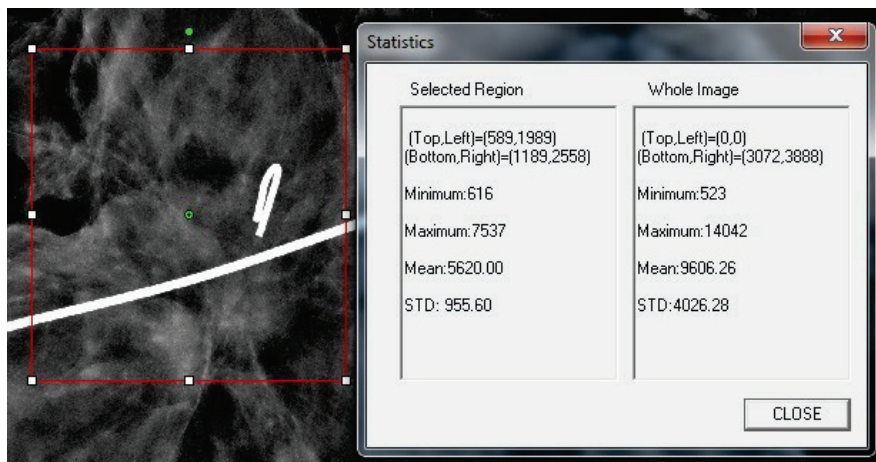 Statistics
Selected Region
(Top,Left)=(589,1989)
(Bottom,Right)=(1189,2558)
Minimum:616
Maximum:7537
Mean:5620.00
STD: 955.60
Whole Image
(Top,Left)=(0,0)
(Bottom,Right)=(3072,3888)
Minimum:523
Maximum:14042
Mean:9606.26
STD:4026.28
CLOSE